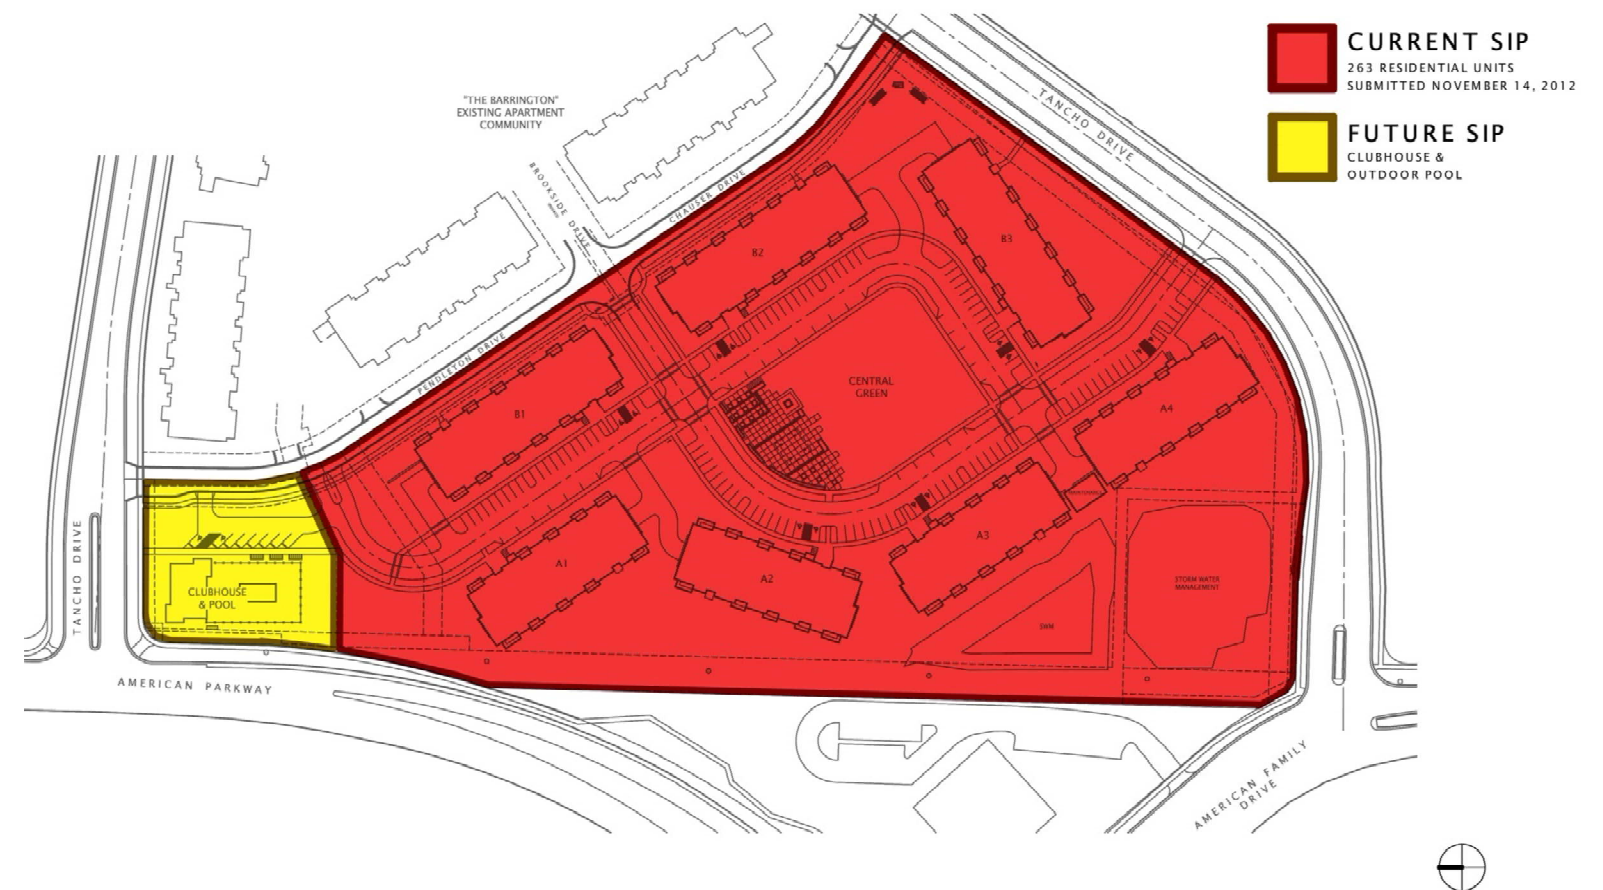 CURRENT SIP
263 RESIDENTIAL UNITS
SUBMITTED NOVEMBER 14, 2012
FUTURE SIP
CLUBHOUSE &
OUTDOOR POOL
"THE BARRINGTON"
EXISTING APARTMENT
COMMUNITY
TANCHO DRIVE
BROOKSIDE DRIVE
CHAUSER DRIVE
B2
B3
PENDLETON DRIVE
CENTRAL
GREEN
B1
A4
A3
A1
A2
TANCHO DRIVE
CLUBHOUSE
& POOL
STORM WATER
MANAGEMENT
SWM
AMERICAN PARKWAY
AMERICAN FAMILY
DRIVE